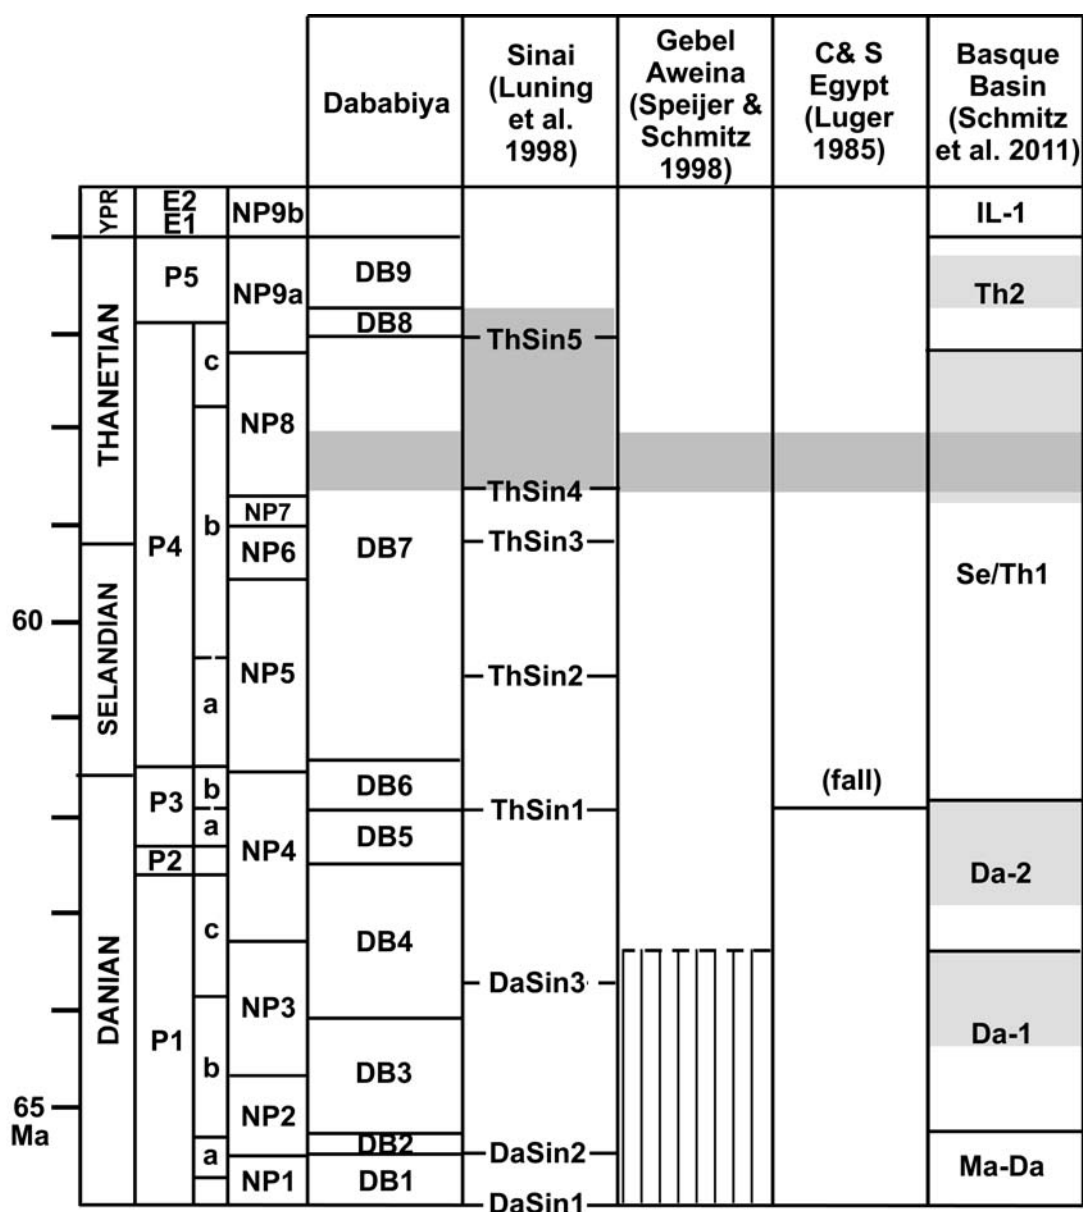 Dababiya
Sinai
(Luning
et al.
1998)
Gebel
Aweina
(Speijer &
Schmitz
1998)
C& S
Egypt
(Luger
1985)
Basque
Basin
(Schmitz
et al. 2011)
YPR
E2
E1
NP9b
IL-1
THANETIAN
P5
NP9a
DB9
Th2
DB8
ThSin5
c
NP8
ThSin4
P4
b
NP7
NP6
DB7
ThSin3
Se/Th1
60
SELANDIAN
a
NP5
ThSin2
P3
b
DB6
(fall)
a
ThSin1
NP4
DB5
P2
Da-2
DANIAN
P1
c
DB4
NP3
DaSin3
Da-1
b
DB3
65
Ma
NP2
DB2
a
DaSin2
Ma-Da
NP1
DB1
DaSin1